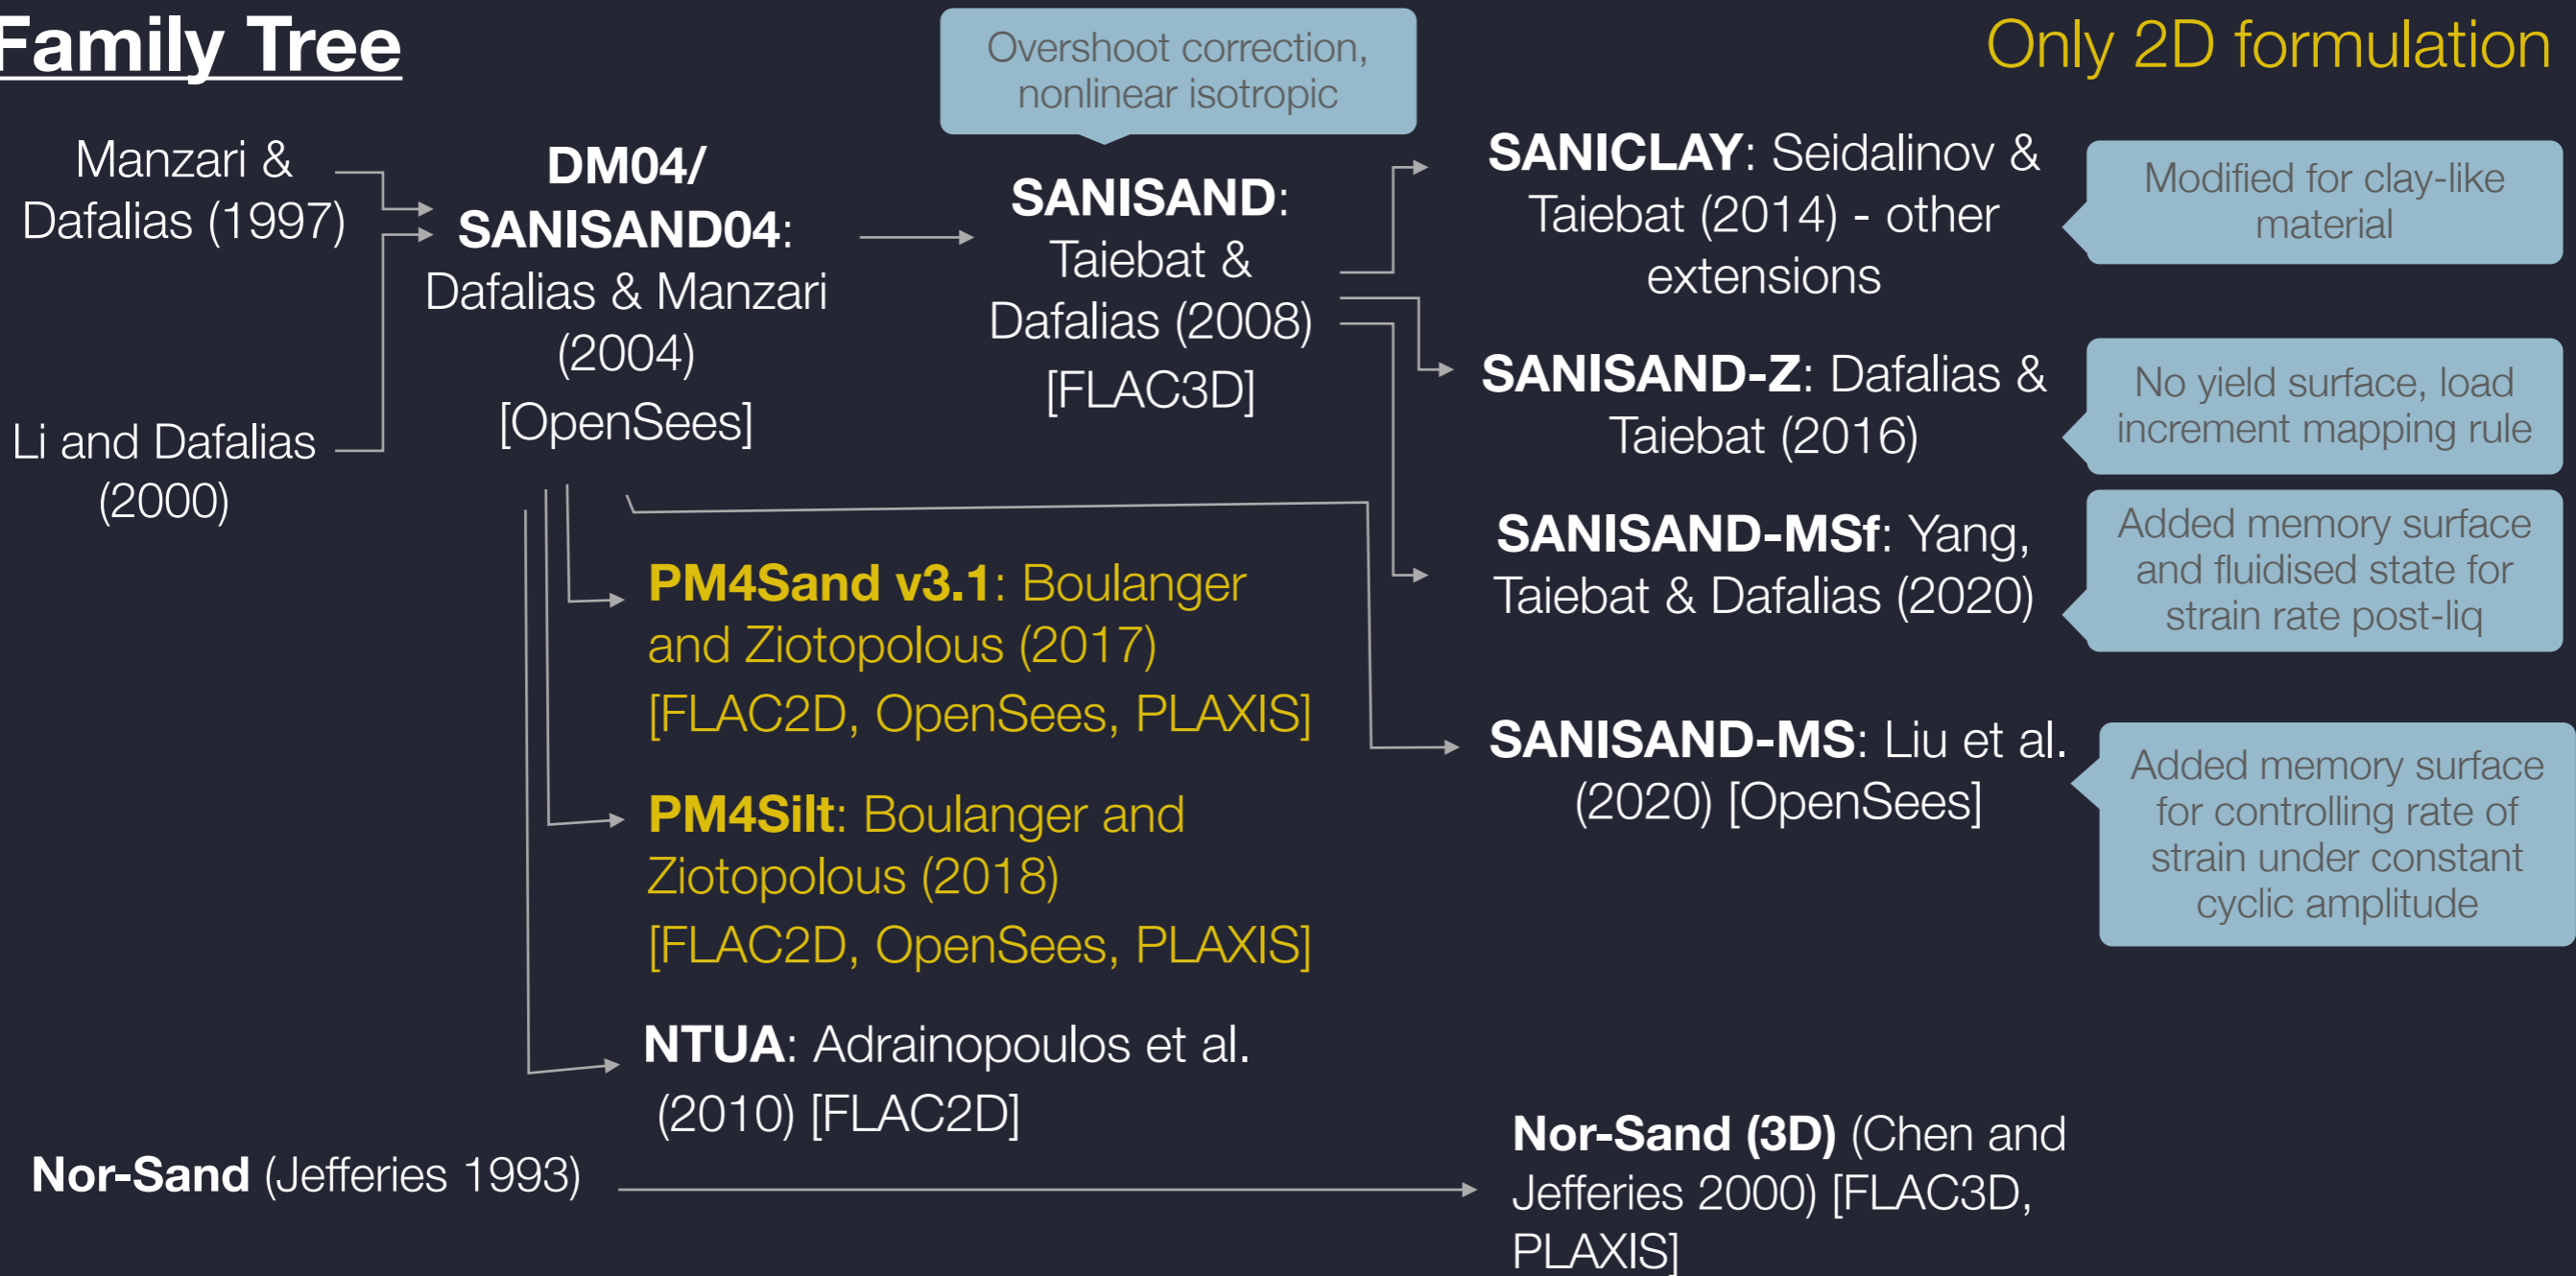 Family Tree
Only 2D formulation
Overshoot correction,
nonlinear isotropic
Manzari &
Dafalias (1997)
Li and Dafalias
(2000)
DM04/
SANISAND04:
Dafalias & Manzari
(2004)
[OpenSees]
SANISAND:
Taiebat &
Dafalias (2008)
[FLAC3D]
SANICLAY: Seidalinov &
Taiebat (2014) - other
extensions
Modified for clay-like
material
SANISAND-Z: Dafalias &
Taiebat (2016)
No yield surface, load
increment mapping rule
SANISAND-MSf: Yang,
Taiebat & Dafalias (2020)
Added memory surface
and fluidised state for
strain rate post-liq
SANISAND-MS: Liu et al.
(2020) [OpenSees]
Added memory surface
for controlling rate of
strain under constant
cyclic amplitude
PM4Sand v3.1: Boulanger
and Ziotopolous (2017)
[FLAC2D, OpenSees, PLAXIS]
PM4Silt: Boulanger and
Ziotopolous (2018)
[FLAC2D, OpenSees, PLAXIS]
NTUA: Adrainopoulos et al.
(2010) [FLAC2D]
Nor-Sand (Jefferies 1993)
Nor-Sand (3D) (Chen and
Jefferies 2000) [FLAC3D,
PLAXIS]